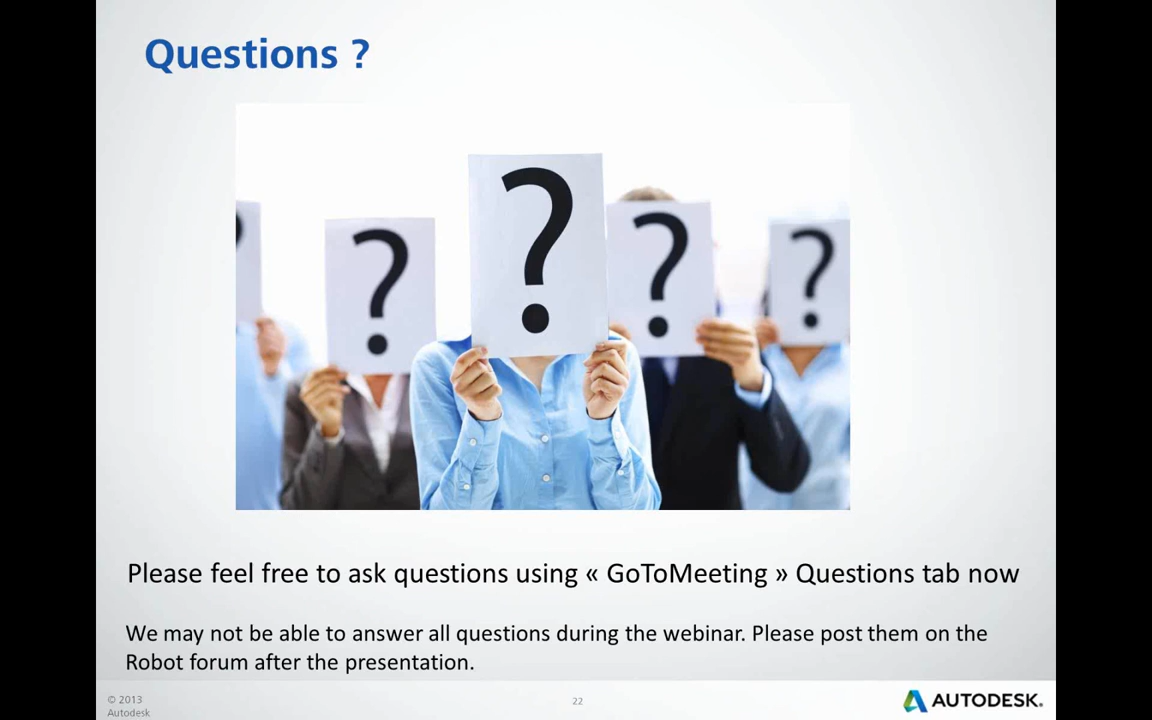 Questions ?
?
?
?
?
?
Please feel free to ask questions using « GoToMeeting » Questions tab now
We may not be able to answer all questions during the webinar. Please post them on the
Robot forum after the presentation.
© 2013
Autodesk
22
AUTODESK.